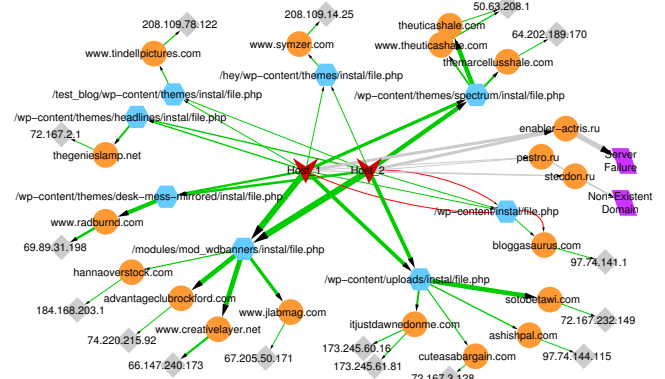 208.109.78.122
208.109.14.25
50.63.208.1
theuticashale.com
64.202.189.170
www.theuticashale.com
www.symzer.com
www.tindellpictures.com
themarcellusshale.com
/hey/wp-content/themes/instal/file.php
/test_blog/wp-content/themes/instal/file.php
/wp-content/themes/spectrum/instal/file.php
/wp-content/themes/headlines/instal/file.php
72.167.2.1
enabler-actris.ru
thegenieslamp.net
pastro.ru
Server
Failure
Host_1
Host_2
stecdon.ru
/wp-content/themes/desk-mess-mirrored/instal/file.php
Non-Existent
Domain
/wp-content/instal/file.php
www.radburnd.com
69.89.31.198
/modules/mod_wdbanners/instal/file.php
bloggasaurus.com
97.74.141.1
hannaoverstock.com
/wp-content/uploads/instal/file.php
advantageclubrockford.com
sotobetawi.com
184.168.203.1
www.jlabmag.com
72.167.232.149
www.creativelayer.net
itjustdawnedonme.com
ashishpal.com
74.220.215.92
173.245.60.16
67.205.50.171
cuteasabargain.com
97.74.144.115
66.147.240.173
173.245.61.81
72.167.3.128